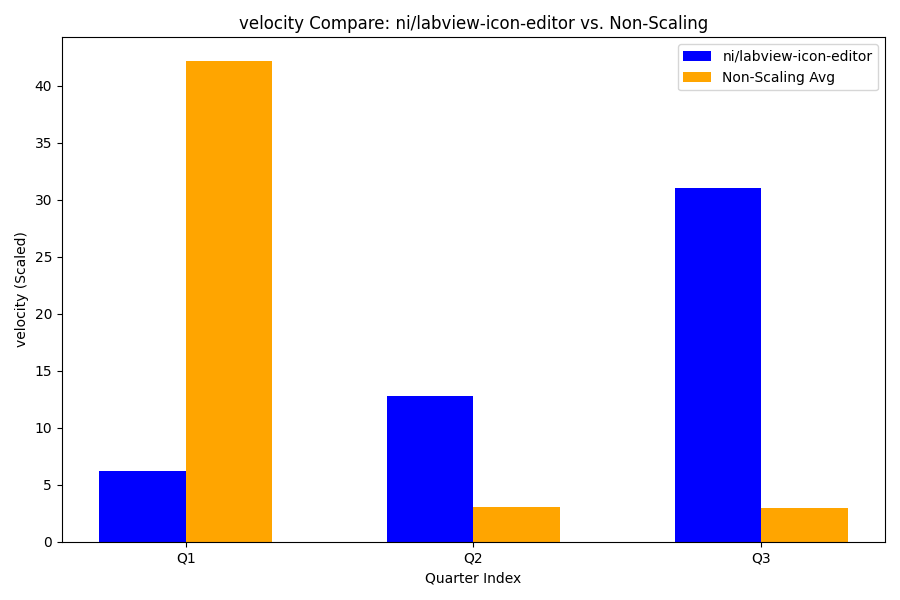 velocity Compare: ni/labview-icon-editor vs. Non-Scaling
ni/labview-icon-editor
Non-Scaling Avg
velocity (Scaled)
40
35
30
25
20
15
10
5
0
Q1 Q2 Q3
Quarter Index